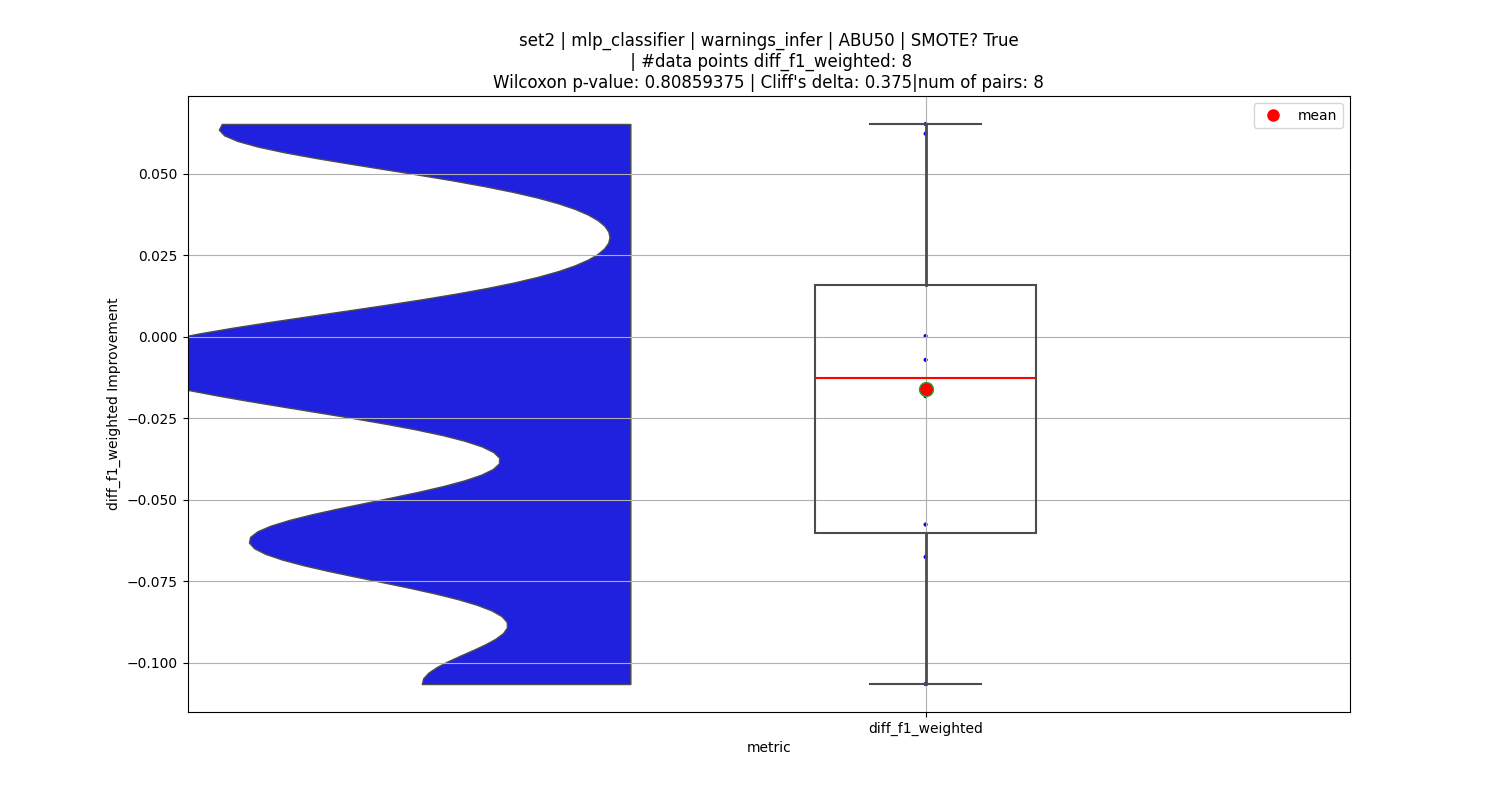 set2 | mlp_classifier | warnings_infer | ABU50 | SMOTE? True
| #data points diff_f1_weighted: 8
Wilcoxon p-value: 0.80859375 | Cliff's delta: 0.375|num of pairs: 8
mean
0.050
0.025
0.000
−0.025
−0.050
−0.075
−0.100
diff_f1_weighted Improvement
diff_f1_weighted
metric